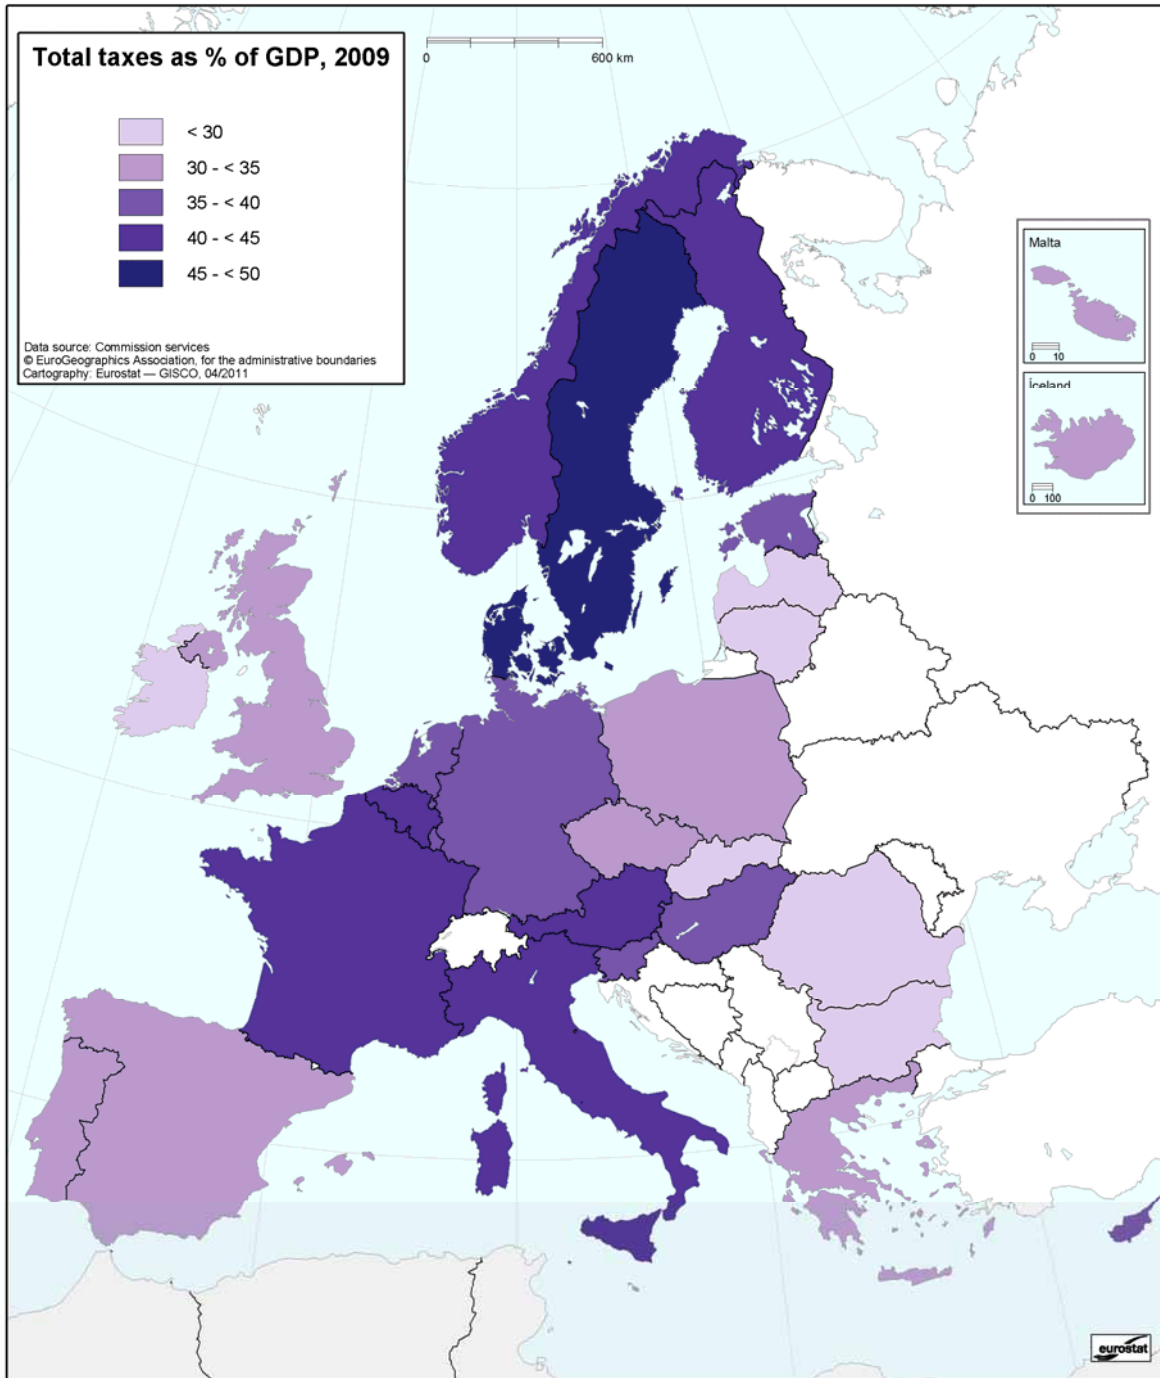 Total taxes as % of GDP, 2009
< 30
30 - < 35
35 - < 40
40 - < 45
45 - < 50
Data source: Commission services
© EuroGeographics Association, for the administrative boundaries
Cartography: Eurostat — GISCO, 04/2011
0 600 km
Malta
0 10
Iceland
0 100
eurostat